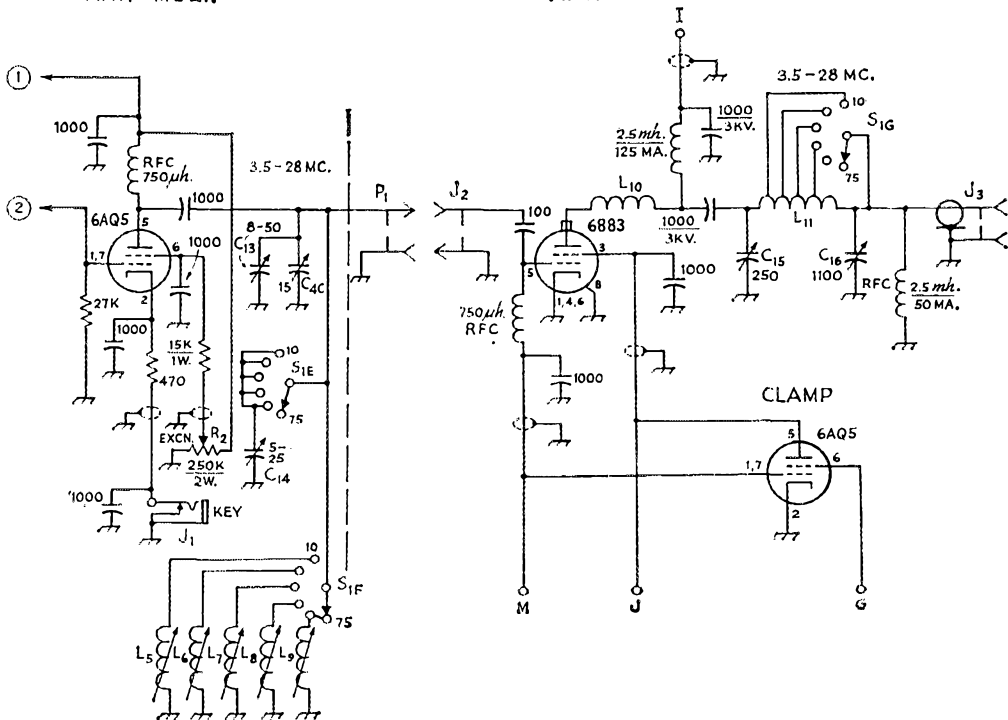 I
3.5-28 MC.
10
S1G
75
1
1000
1000
3KV.
2.5mh.
125 MA.
RFC
750µh.
3.5-28 MC.
P1
J2
L10
L11
J3
2
6AQ5
5
1000
100
6883
1000
3KV.
1,7
6
1000
8-50
C13
15
C4C
5
3
8
1,4,6
1000
C15
250
C16
1100
RFC
2.5mh.
50 MA.
27K
2
1000
15K
1W.
470
750µh.
RFC
10
S1E
75
1000
CLAMP
EXCN.
R2
250K
2W.
5-
25
C14
5
6AQ5
1,7
6
2
1000
KEY
J1
10
S1F
75
M
J
G
L5
L6
L7
L8
L9